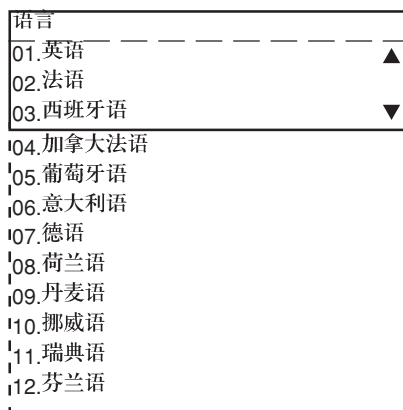 语言
01.英语
02.法语
03.西班牙语
04.加拿大法语
05.葡萄牙语
06.意大利语
07.德语
08.荷兰语
09.丹麦语
10.挪威语
11.瑞典语
12.芬兰语